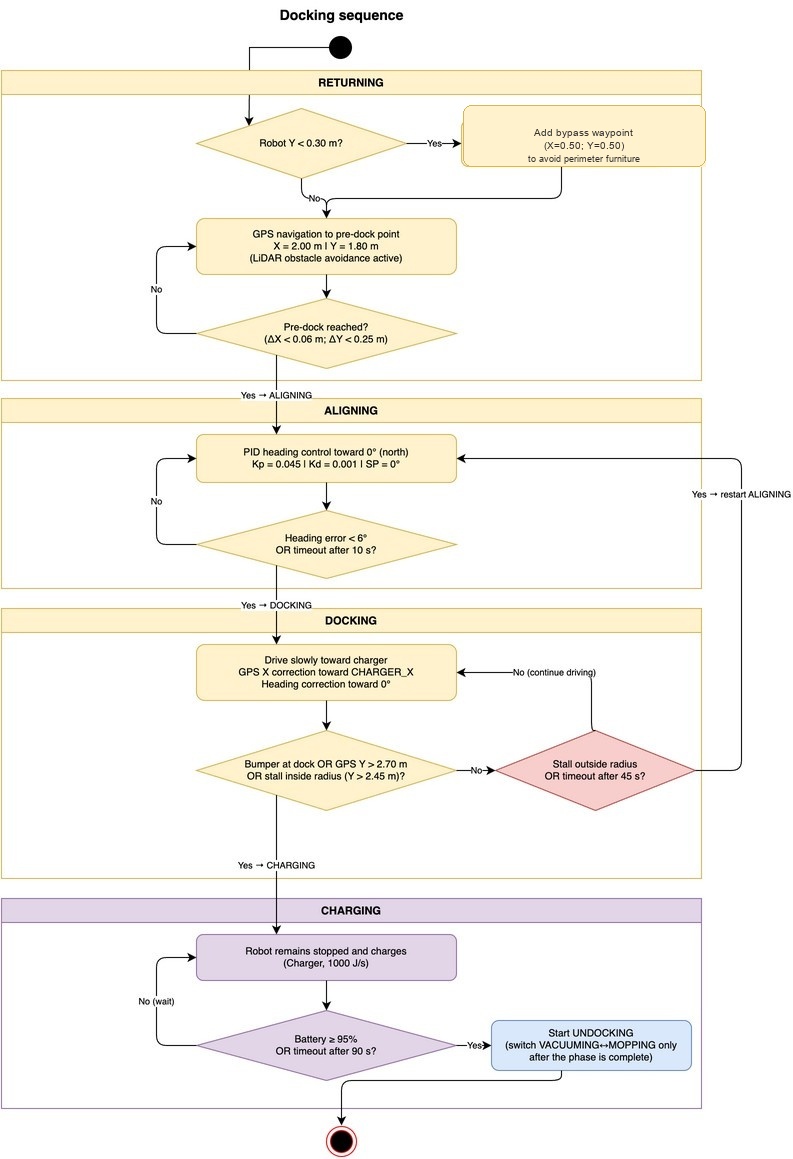 Docking sequence
RETURNING
Robot Y < 0.30 m?
Yes
Add bypass waypoint
(X=0.50; Y=0.50)
to avoid perimeter furniture
No
GPS navigation to pre-dock point
X = 2.00 m | Y = 1.80 m
(LiDAR obstacle avoidance active)
No
Pre-dock reached?
(ΔX < 0.06 m; ΔY < 0.25 m)
Yes → ALIGNING
ALIGNING
PID heading control toward 0° (north)
Kp = 0.045 | Kd = 0.001 | SP = 0°
Yes → restart ALIGNING
No
Heading error < 6°
OR timeout after 10 s?
Yes → DOCKING
DOCKING
Drive slowly toward charger
GPS X correction toward CHARGER_X
Heading correction toward 0°
No (continue driving)
Bumper at dock OR GPS Y > 2.70 m
OR stall inside radius (Y > 2.45 m)?
No
Stall outside radius
OR timeout after 45 s?
Yes → CHARGING
CHARGING
Robot remains stopped and charges
(Charger, 1000 J/s)
No (wait)
Battery ≥ 95%
OR timeout after 90 s?
Yes
Start UNDOCKING
(switch VACUUMING↔MOPPING only
after the phase is complete)